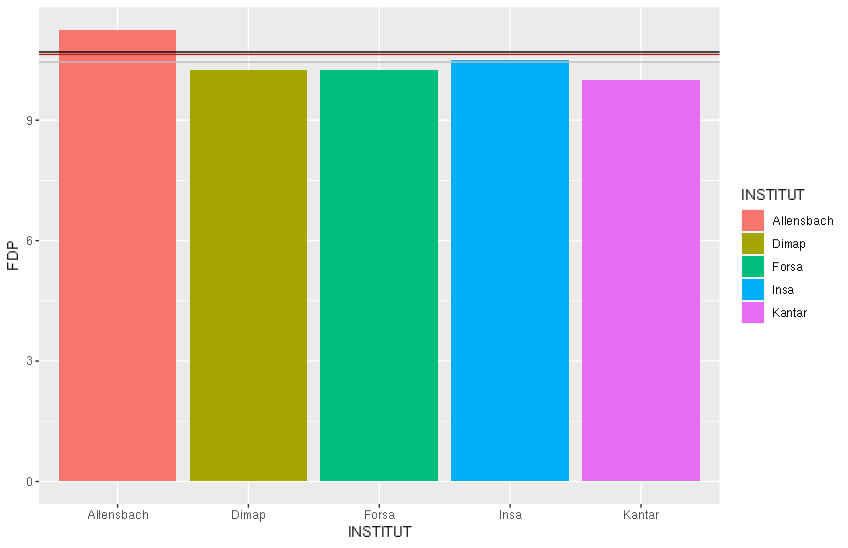 FDP
9
6
3
0
Allensbach Dimap Forsa Insa Kantar
INSTITUT
INSTITUT
Allensbach
Dimap
Forsa
Insa
Kantar